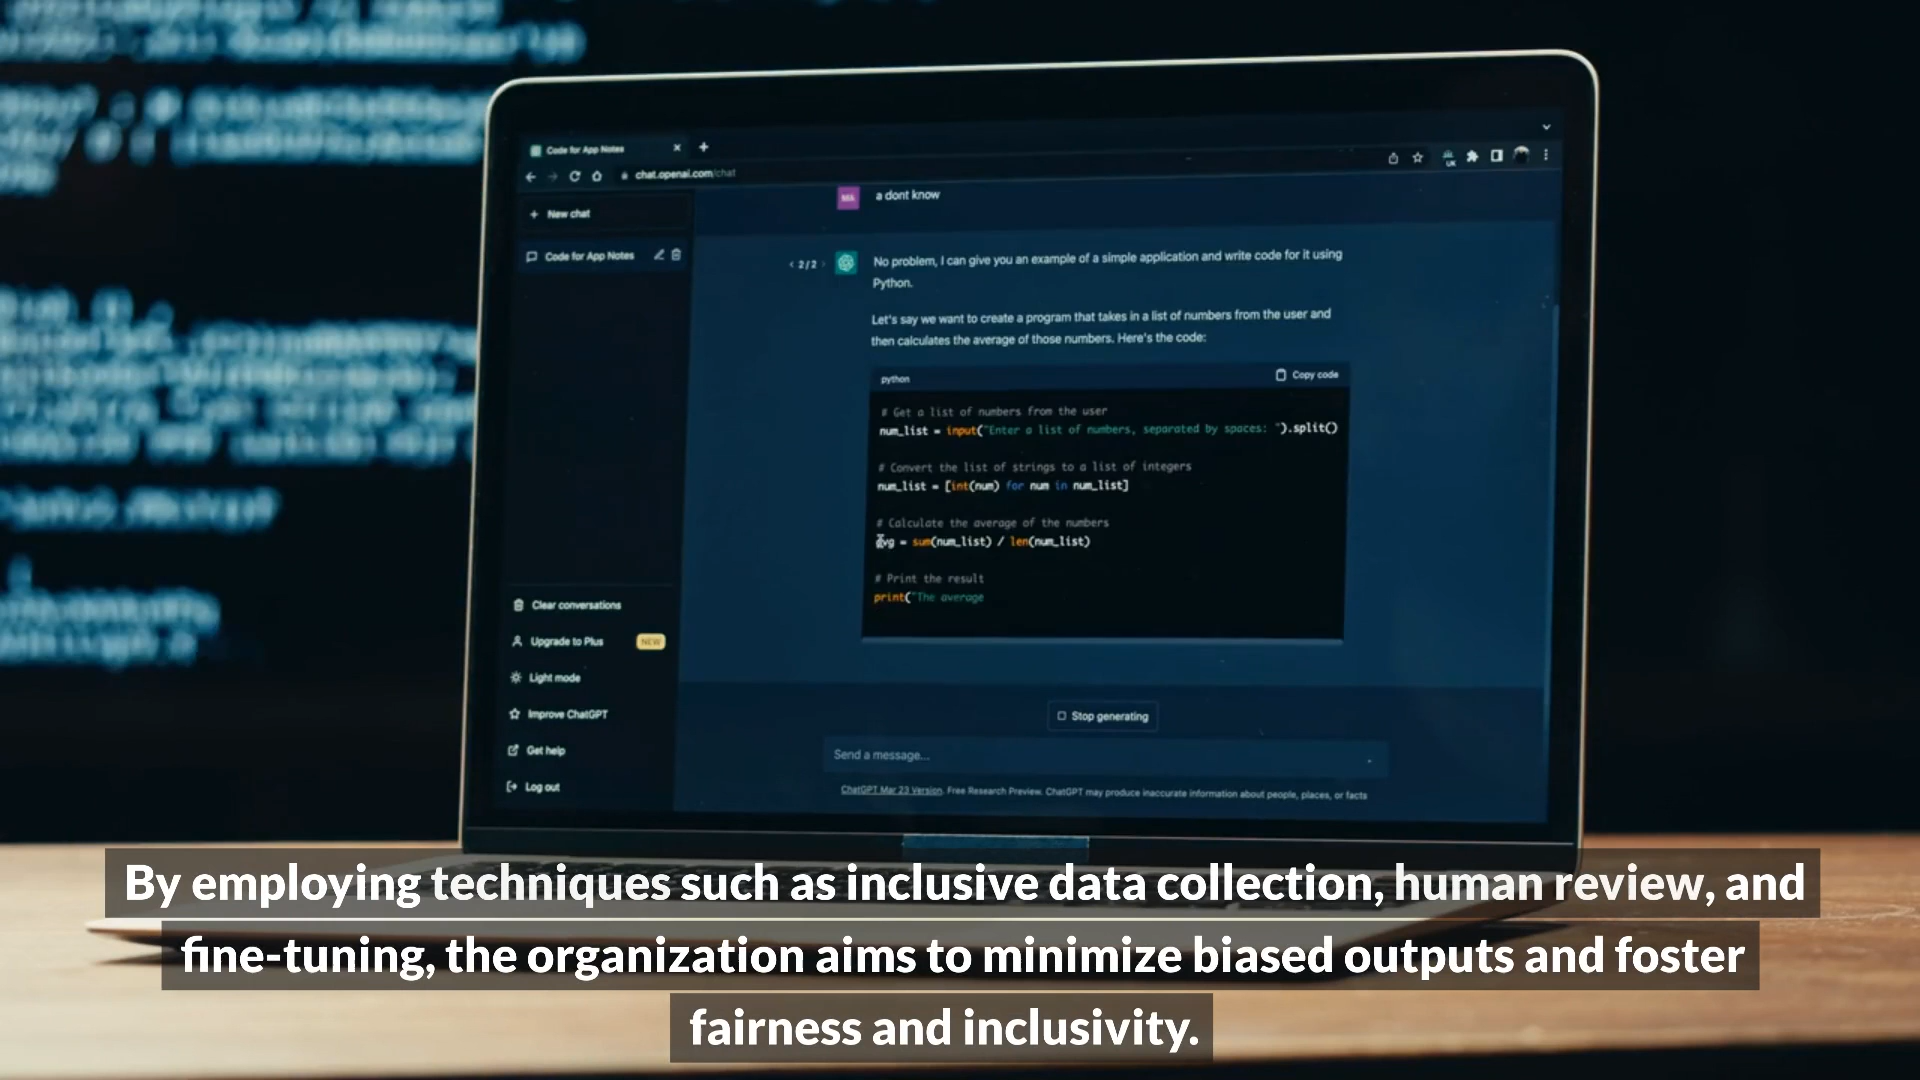 Code for App Notes
chat.openai.com/chat
UK
New chat
Code for App Notes
Clear conversations
Upgrade to Plus NEW
Light mode
Improve ChatGPT
Get help
Log out
MA a dont know
< 2/2 >
No problem, I can give you an example of a simple application and write code for it using
Python.
Let's say we want to create a program that takes in a list of numbers from the user and
then calculates the average of those numbers. Here's the code:
python Copy code
# Get a list of numbers from the user
num_list = input("Enter a list of numbers, separated by spaces: ").split()
# Convert the list of strings to a list of integers
num_list = [int(num) for num in num_list]
# Calculate the average of the numbers
avg = sum(num_list) / len(num_list)
# Print the result
print("The average
Stop generating
Send a message...
ChatGPT Mar 23 Version. Free Research Preview. ChatGPT may produce inaccurate information about people, places, or facts
By employing techniques such as inclusive data collection, human review, and
fine-tuning, the organization aims to minimize biased outputs and foster
fairness and inclusivity.